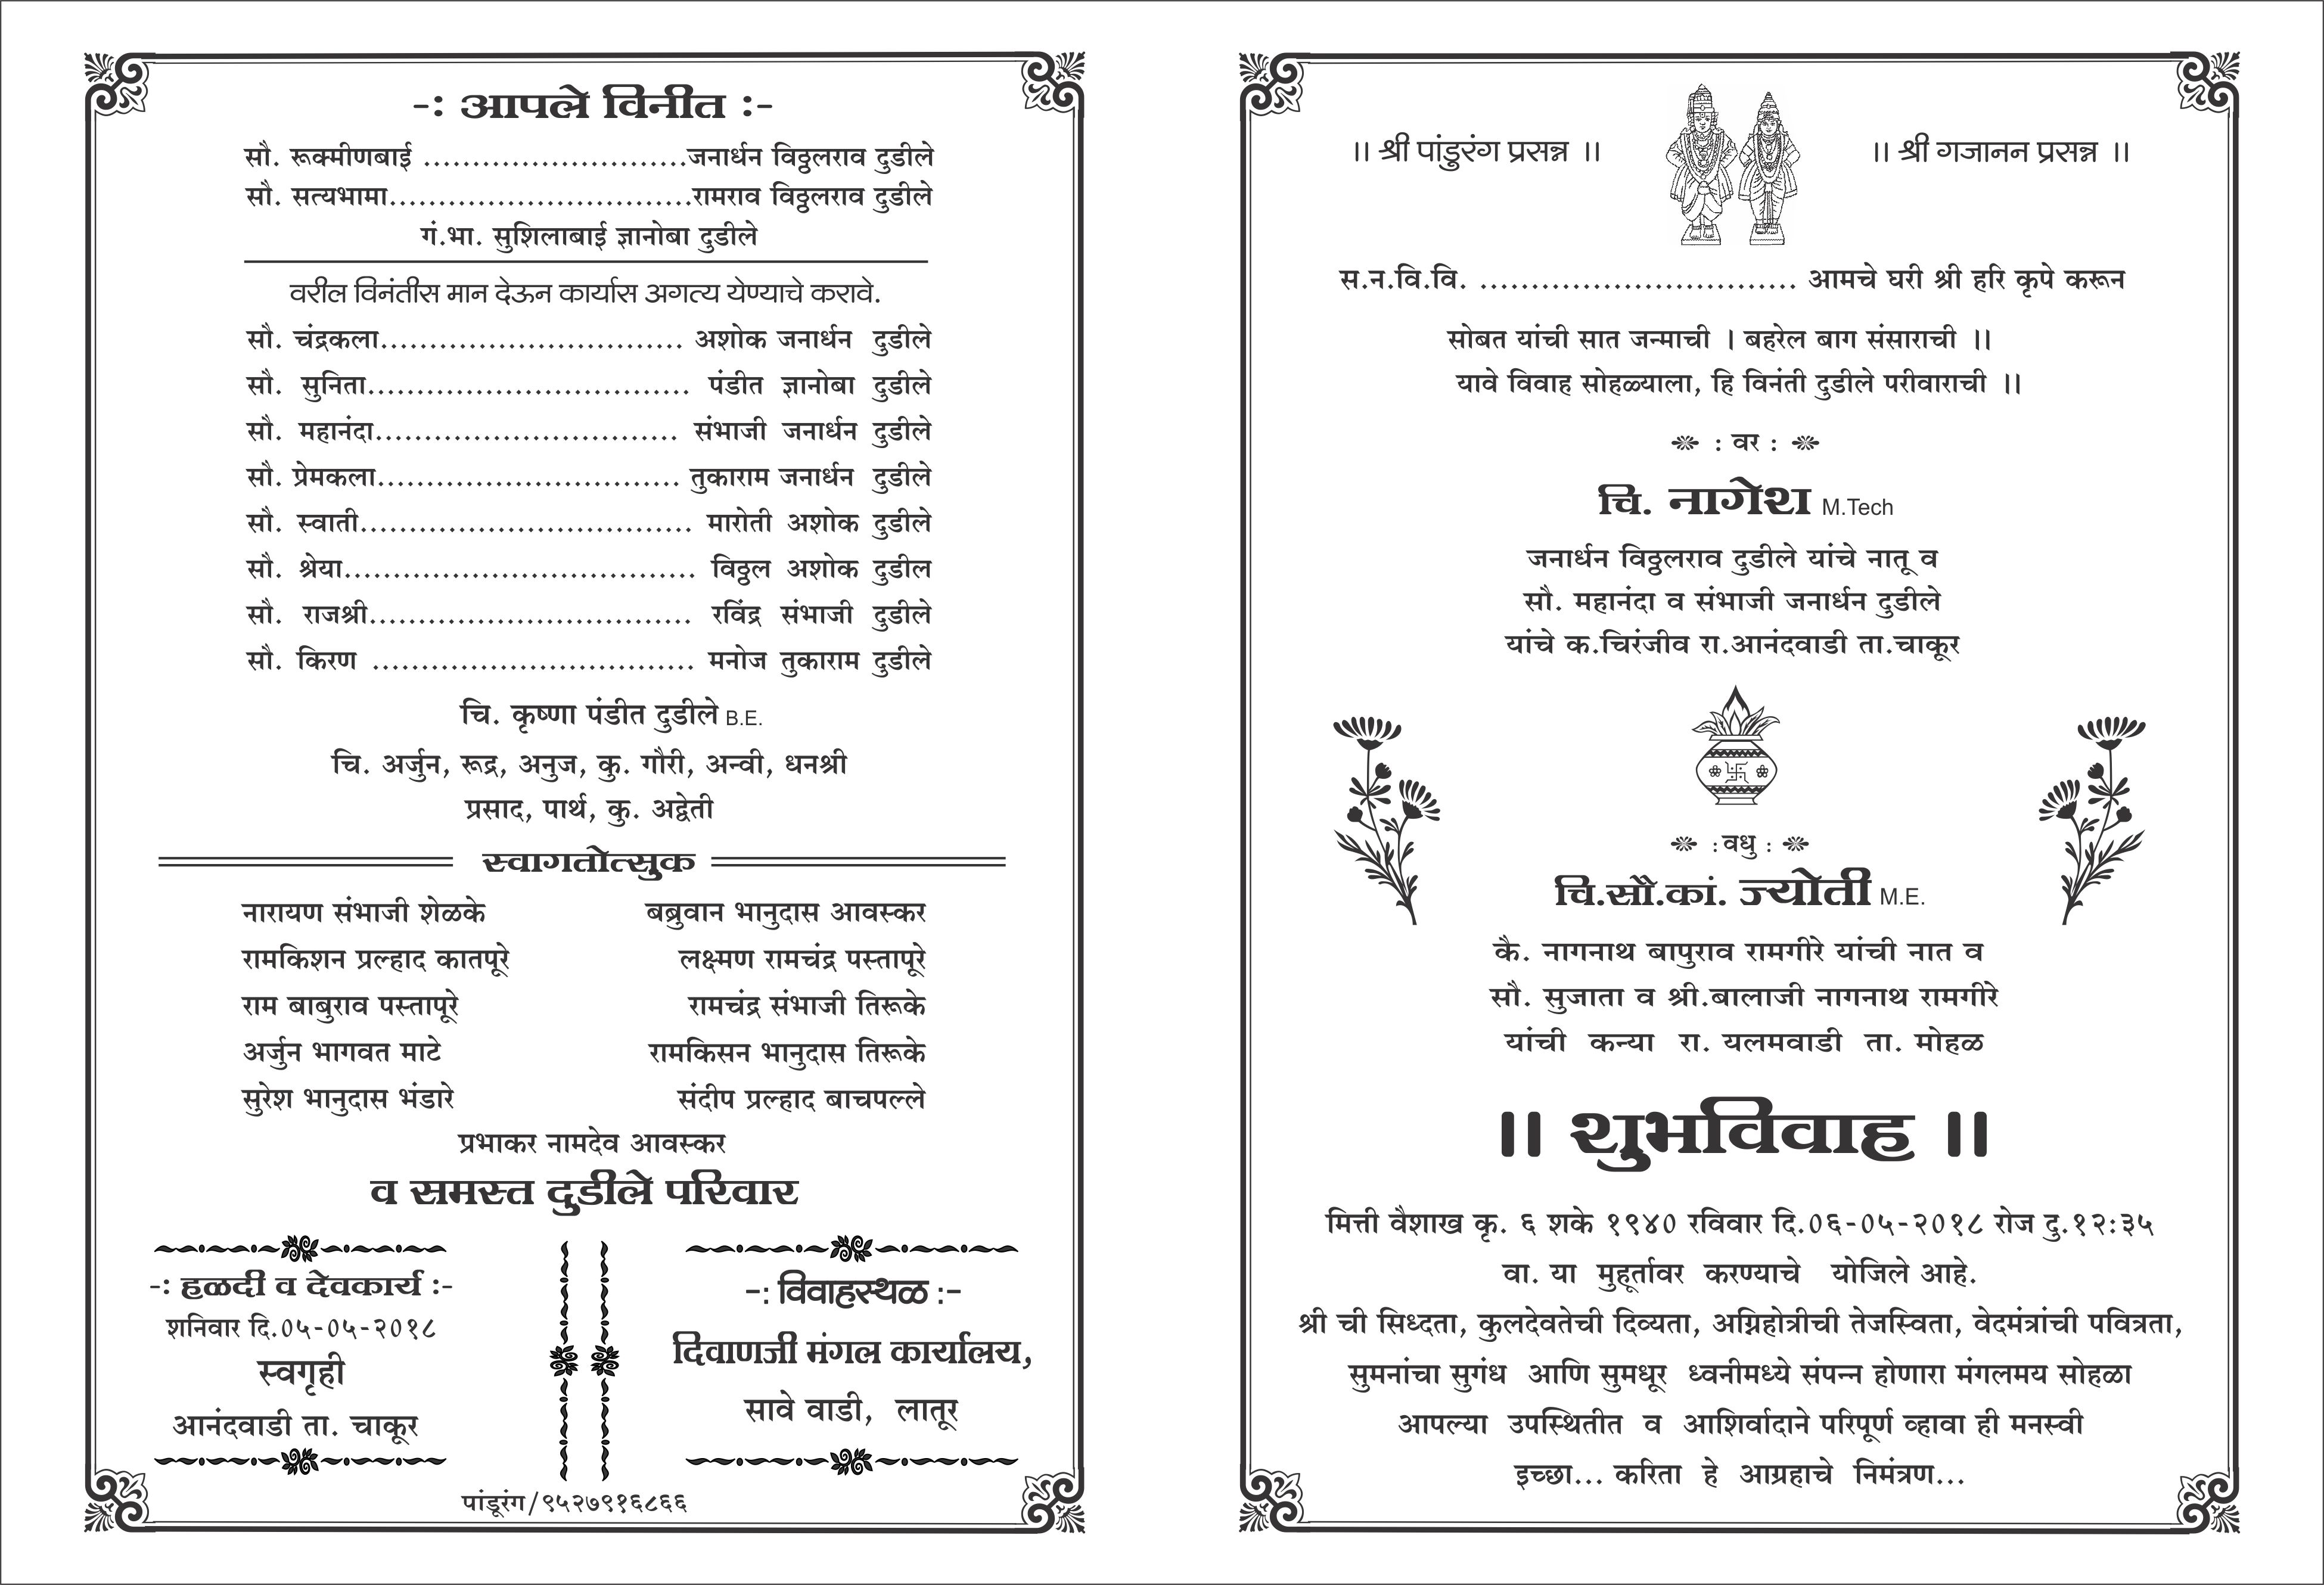 -: आपले विनीत :-
सौ. रूक्मीणबाई ...........................जनार्धन विठ्ठलराव दुडीले
सौ. सत्यभामा...............................रामराव विठ्ठलराव दुडीले
गं.भा. सुशिलाबाई ज्ञानोबा दुडीले
वरील विनंतीस मान देऊन कार्यास अगत्य येण्याचे करावे.
सौ. चंद्रकला............................... अशोक जनार्धन दुडीले
सौ. सुनिता................................. पंडीत ज्ञानोबा दुडीले
सौ. महानंदा............................... संभाजी जनार्धन दुडीले
सौ. प्रेमकला............................... तुकाराम जनार्धन दुडीले
सौ. स्वाती.................................. मारोती अशोक दुडीले
सौ. श्रेया.................................... विठ्ठल अशोक दुडील
सौ. राजश्री................................. रविंद्र संभाजी दुडीले
सौ. किरण ................................. मनोज तुकाराम दुडीले
चि. कृष्णा पंडीत दुडीले B.E.
चि. अर्जुन, रूद्र, अनुज, कु. गौरी, अन्वी, धनश्री
प्रसाद, पार्थ, कु. अद्वेती
स्वागतोत्सुक
नारायण संभाजी शेळके बब्रुवान भानुदास आवस्कर
रामकिशन प्रल्हाद कातपूरे लक्ष्मण रामचंद्र पस्तापूरे
राम बाबुराव पस्तापूरे रामचंद्र संभाजी तिरूके
अर्जुन भागवत माटे रामकिसन भानुदास तिरूके
सुरेश भानुदास भंडारे संदीप प्रल्हाद बाचपल्ले
प्रभाकर नामदेव आवस्कर
व समस्त दुडीले परिवार
-: हळदी व देवकार्य :-
शनिवार दि.०५-०५-२०१८
स्वगृही
आनंदवाडी ता. चाकूर
-: विवाहस्थळ :-
दिवाणजी मंगल कार्यालय,
सावे वाडी, लातूर
पांडूरंग/९५२७९१६८६६
॥ श्री पांडुरंग प्रसन्न ॥ ॥ श्री गजानन प्रसन्न ॥
स.न.वि.वि. ............................... आमचे घरी श्री हरि कृपे करून
सोबत यांची सात जन्माची । बहरेल बाग संसाराची ॥
यावे विवाह सोहळ्याला, हि विनंती दुडीले परीवाराची ॥
: वर :
चि. नागेश M.Tech
जनार्धन विठ्ठलराव दुडीले यांचे नातू व
सौ. महानंदा व संभाजी जनार्धन दुडीले
यांचे क.चिरंजीव रा.आनंदवाडी ता.चाकूर
: वधु :
चि.सौ.कां. ज्योती M.E.
कै. नागनाथ बापुराव रामगीरे यांची नात व
सौ. सुजाता व श्री.बालाजी नागनाथ रामगीरे
यांची कन्या रा. यलमवाडी ता. मोहळ
॥ शुभविवाह ॥
मित्ती वैशाख कृ. ६ शके १९४० रविवार दि.०६-०५-२०१८ रोज दु.१२:३५
वा. या मुहूर्तावर करण्याचे योजिले आहे.
श्री ची सिध्दता, कुलदेवतेची दिव्यता, अग्निहोत्रीची तेजस्विता, वेदमंत्रांची पवित्रता,
सुमनांचा सुगंध आणि सुमधूर ध्वनीमध्ये संपन्न होणारा मंगलमय सोहळा
आपल्या उपस्थितीत व आशिर्वादाने परिपूर्ण व्हावा ही मनस्वी
इच्छा... करिता हे आग्रहाचे निमंत्रण...